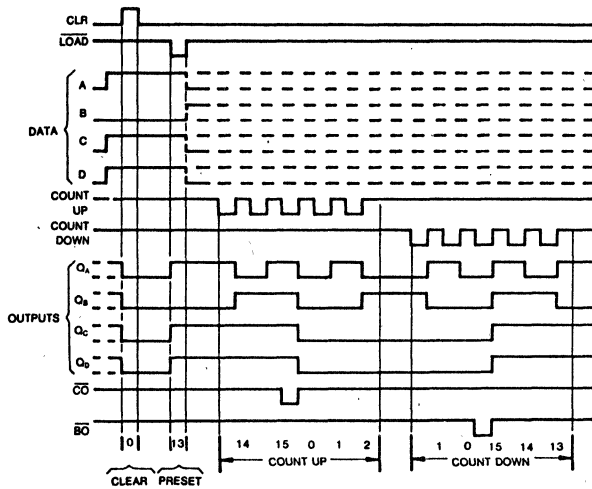 CLR
LOAD
A
B
DATA
C
D
COUNT
UP
COUNT
DOWN
QA
QB
OUTPUTS
QC
QD
CO
BO
0 13 14 15 0 1 2 1 0 15 14 13
COUNT UP COUNT DOWN
CLEAR PRESET